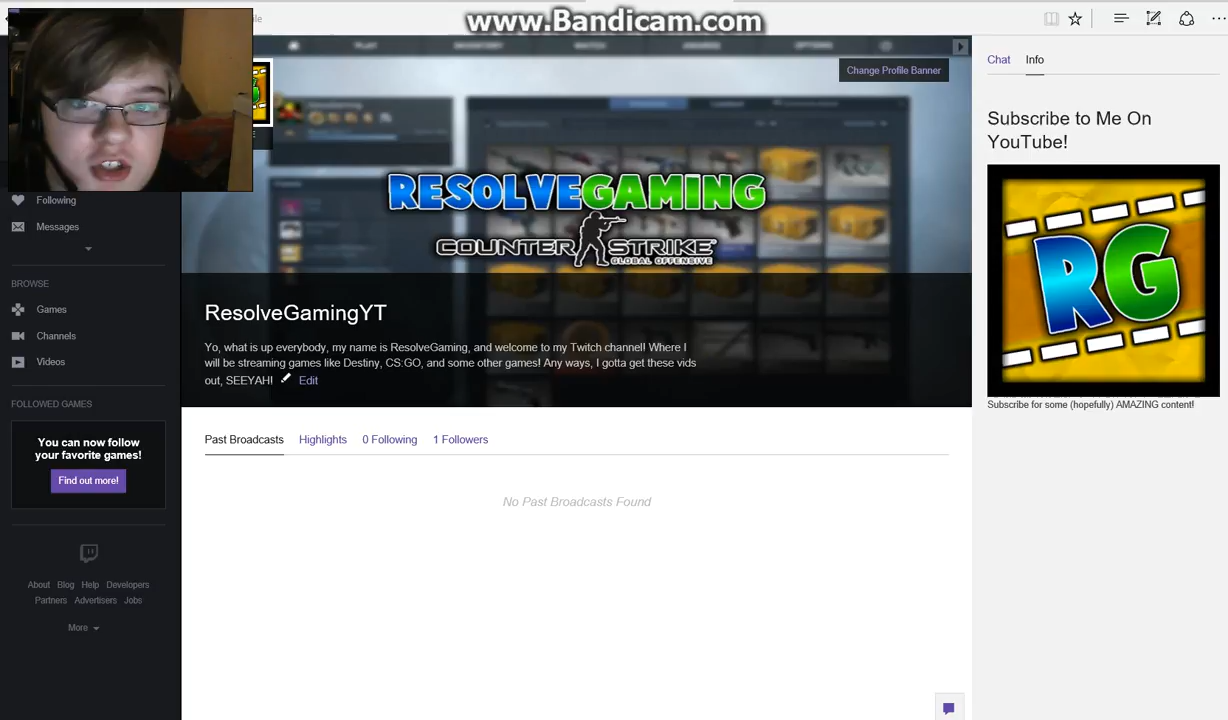 www.Bandicam.com
Change Profile Banner
Chat Info
Subscribe to Me On
YouTube!
RG
Subscribe for some (hopefully) AMAZING content!
RESOLVEGAMING
COUNTER STRIKE
GLOBAL OFFENSIVE
Following
Messages
BROWSE
Games
Channels
Videos
FOLLOWED GAMES
You can now follow
your favorite games!
Find out more!
About Blog Help Developers
Partners Advertisers Jobs
More
ResolveGamingYT
Yo, what is up everybody, my name is ResolveGaming, and welcome to my Twitch channel! Where I
will be streaming games like Destiny, CS:GO, and some other games! Any ways, I gotta get these vids
out, SEEYAH! Edit
Past Broadcasts Highlights 0 Following 1 Followers
No Past Broadcasts Found